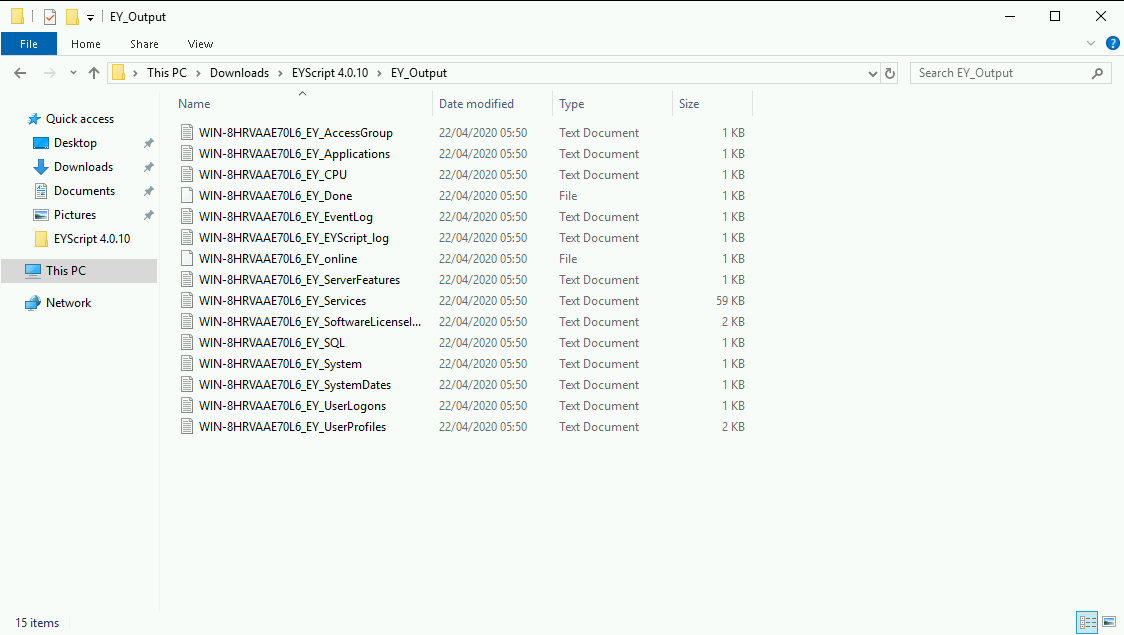 EY_Output
File Home Share View
This PC > Downloads > EYScript 4.0.10 > EY_Output
Search EY_Output
Quick access
Desktop
Downloads
Documents
Pictures
EYScript 4.0.10
This PC
Network
Name Date modified Type Size
WIN-8HRVAAE70L6_EY_AccessGroup 22/04/2020 05:50 Text Document 1 KB
WIN-8HRVAAE70L6_EY_Applications 22/04/2020 05:50 Text Document 1 KB
WIN-8HRVAAE70L6_EY_CPU 22/04/2020 05:50 Text Document 1 KB
WIN-8HRVAAE70L6_EY_Done 22/04/2020 05:50 File 1 KB
WIN-8HRVAAE70L6_EY_EventLog 22/04/2020 05:50 Text Document 1 KB
WIN-8HRVAAE70L6_EY_EYScript_log 22/04/2020 05:50 Text Document 1 KB
WIN-8HRVAAE70L6_EY_online 22/04/2020 05:50 File 1 KB
WIN-8HRVAAE70L6_EY_ServerFeatures 22/04/2020 05:50 Text Document 1 KB
WIN-8HRVAAE70L6_EY_Services 22/04/2020 05:50 Text Document 59 KB
WIN-8HRVAAE70L6_EY_SoftwareLicenseI... 22/04/2020 05:50 Text Document 2 KB
WIN-8HRVAAE70L6_EY_SQL 22/04/2020 05:50 Text Document 1 KB
WIN-8HRVAAE70L6_EY_System 22/04/2020 05:50 Text Document 1 KB
WIN-8HRVAAE70L6_EY_SystemDates 22/04/2020 05:50 Text Document 1 KB
WIN-8HRVAAE70L6_EY_UserLogons 22/04/2020 05:50 Text Document 1 KB
WIN-8HRVAAE70L6_EY_UserProfiles 22/04/2020 05:50 Text Document 2 KB
15 items